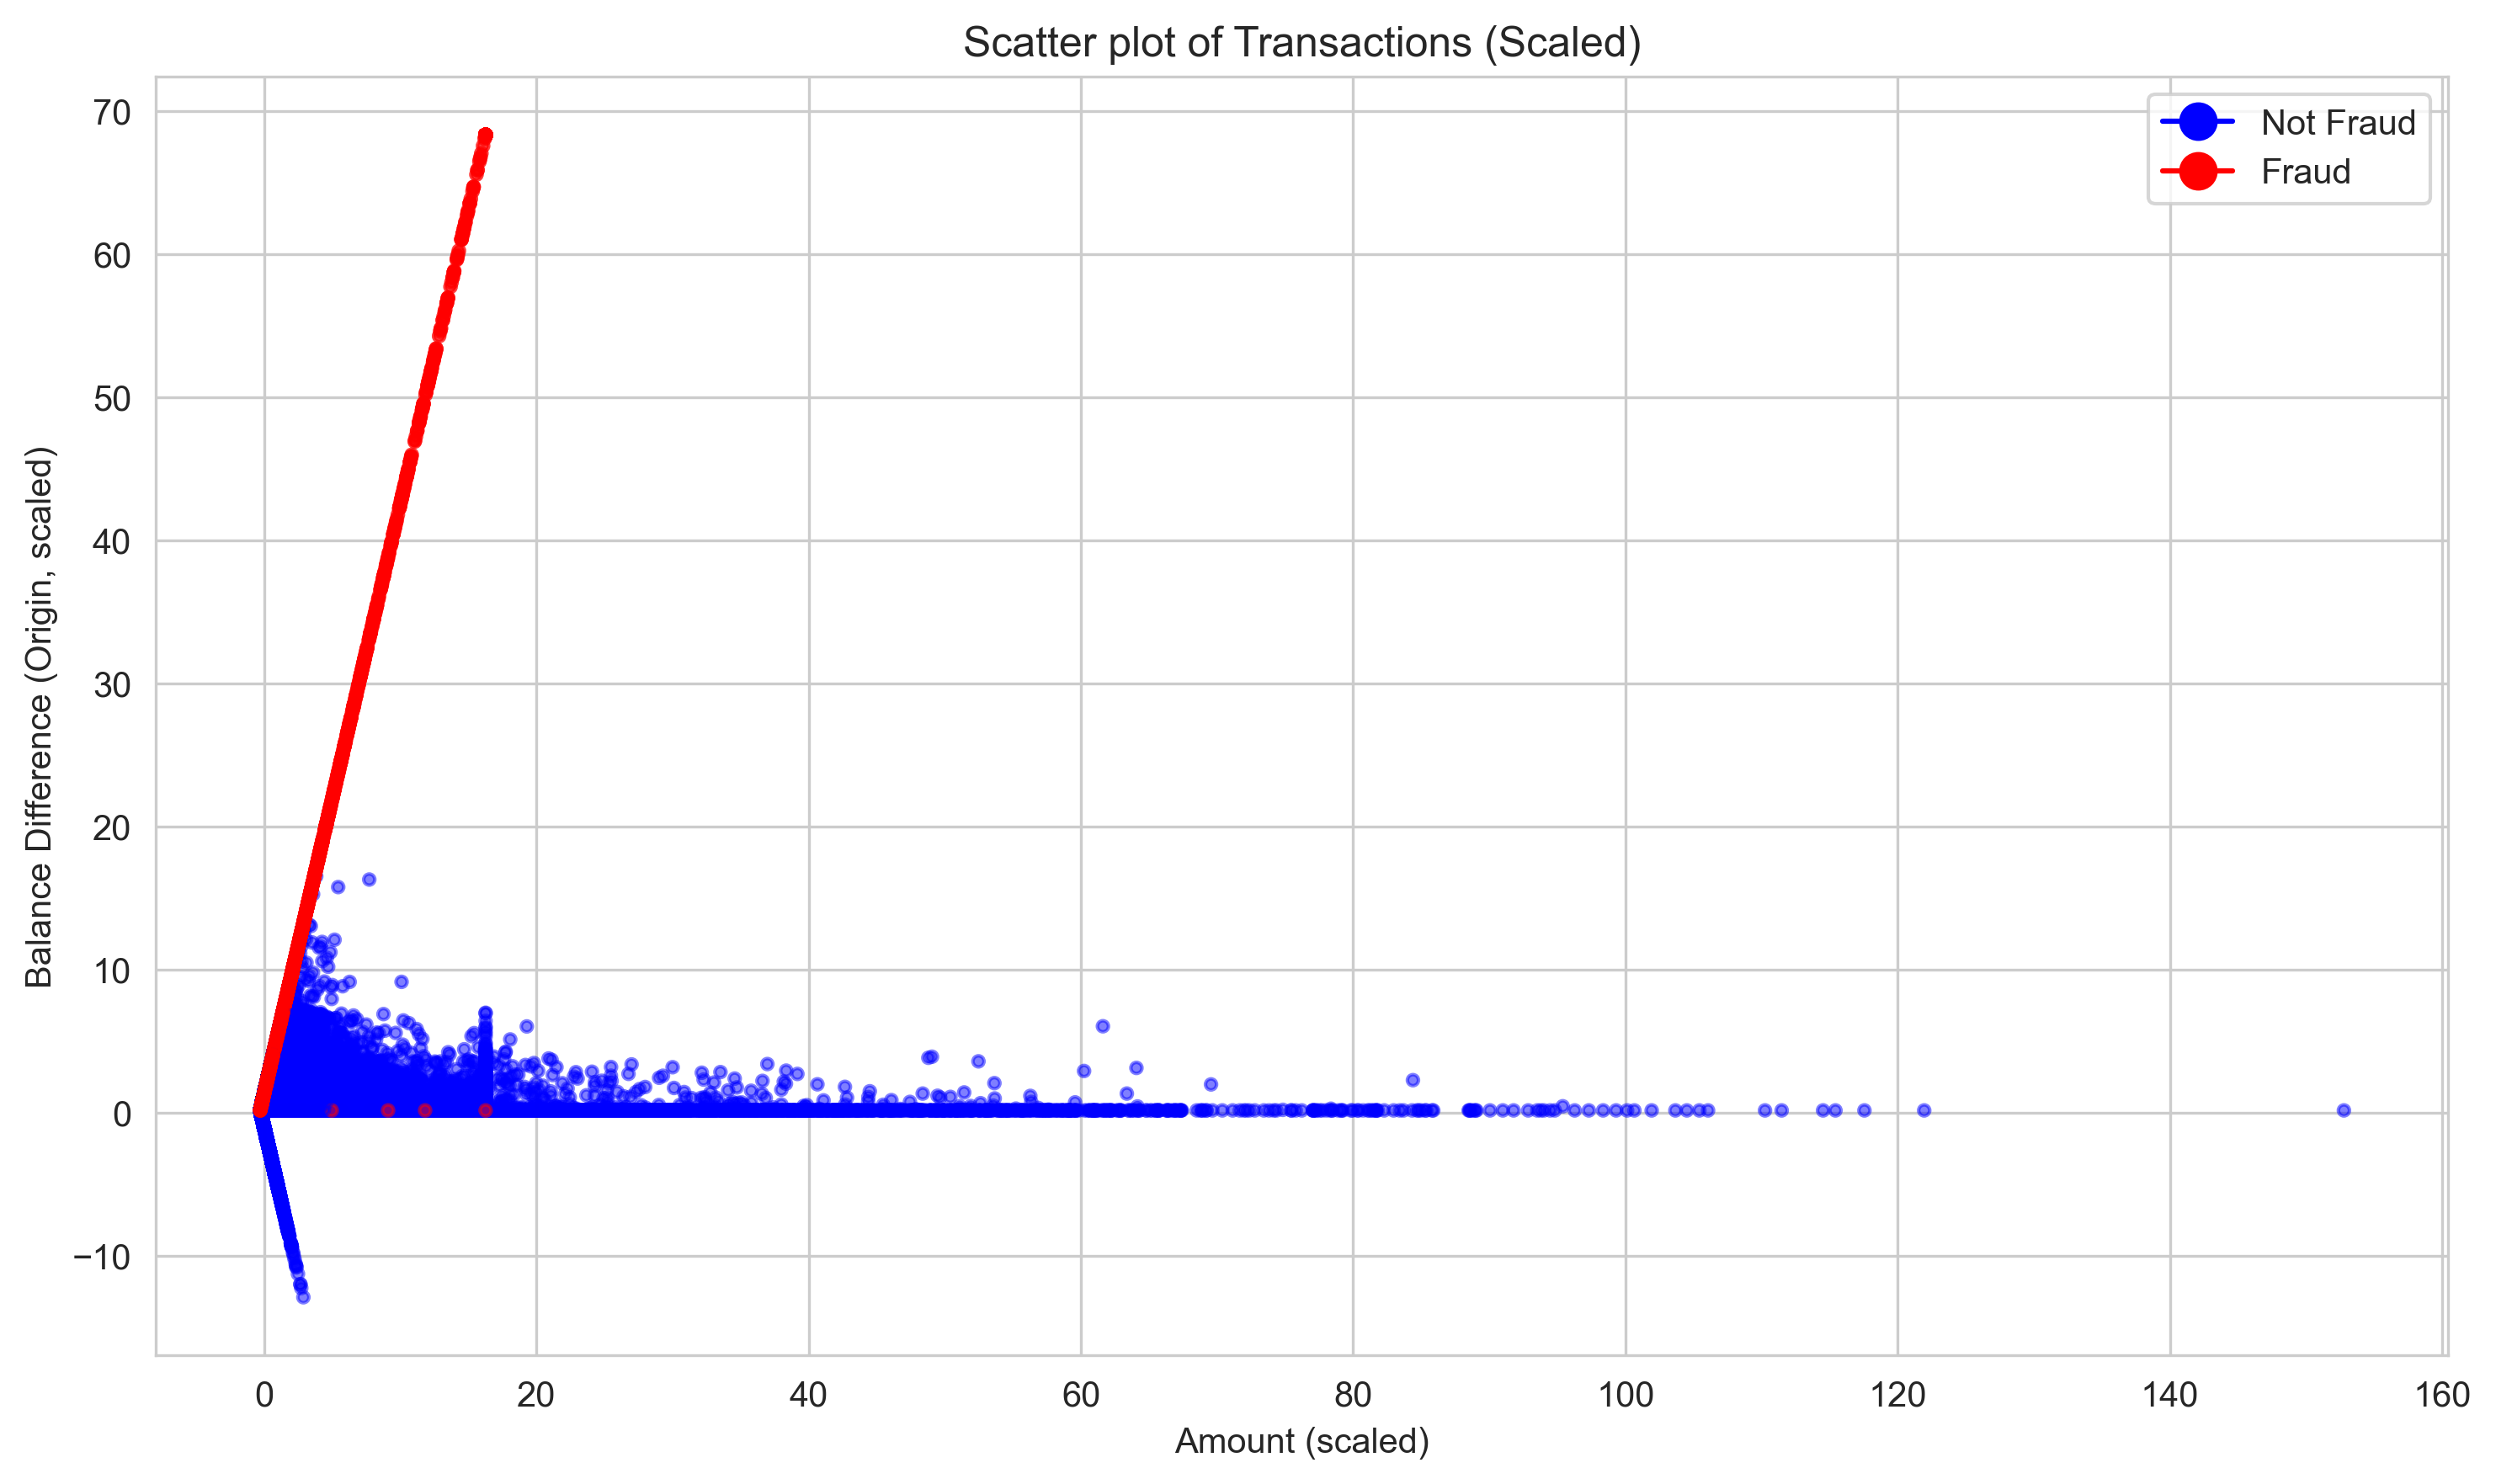 Scatter plot of Transactions (Scaled)
Not Fraud
Fraud
Balance Difference (Origin, scaled)
70
60
50
40
30
20
10
0
−10
0 20 40 60 80 100 120 140 160
Amount (scaled)